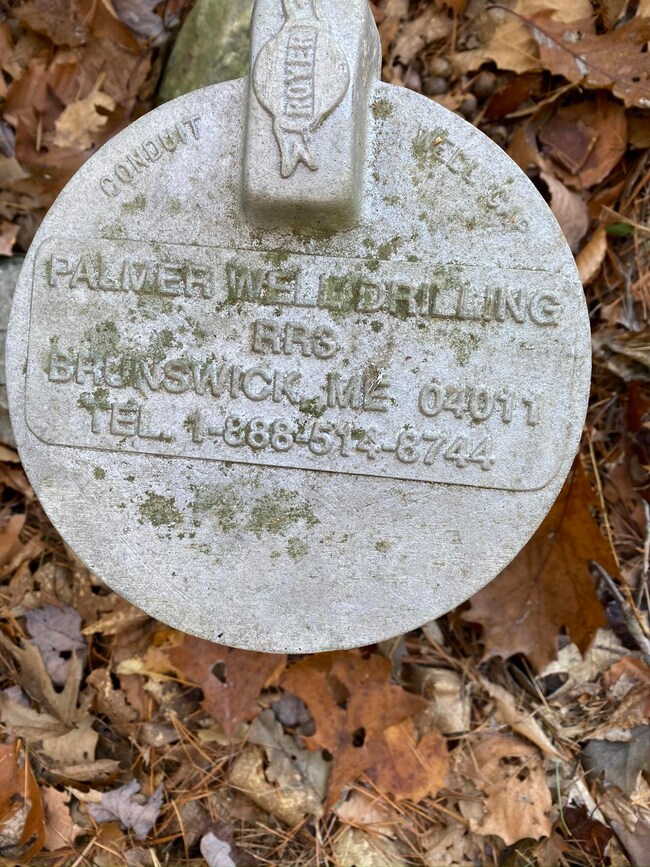 ROYER
CONDUIT
WELL CAP
PALMER WELL DRILLING
RR3
BRUNSWICK, ME 04011
TEL. 1-888-514-8744